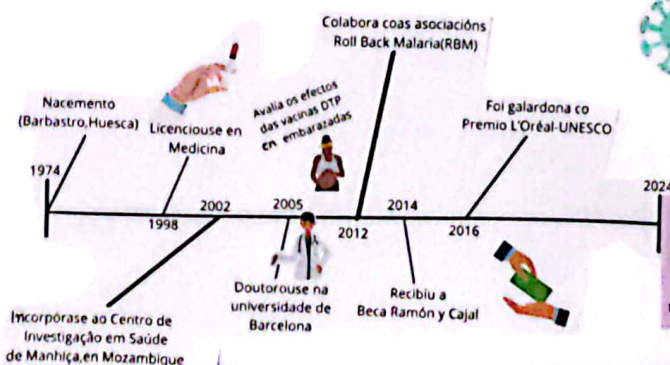 Colabora coas asociacións
Roll Back Malaria(RBM)
Nacemento
(Barbastro,Huesca)
Licenciouse en
Medicina
Avalía os efectos
das vacinas DTP
en embarazadas
Foi galardona co
Premio L'Oréal-UNESCO
1974
1998
2002
2005
2012
2014
2016
2024
Incorpórase ao Centro de
Investigação em Saúde
de Manhiça,en Mozambique
Doutorouse na
universidade de
Barcelona
Recibiu a
Beca Ramón y Cajal